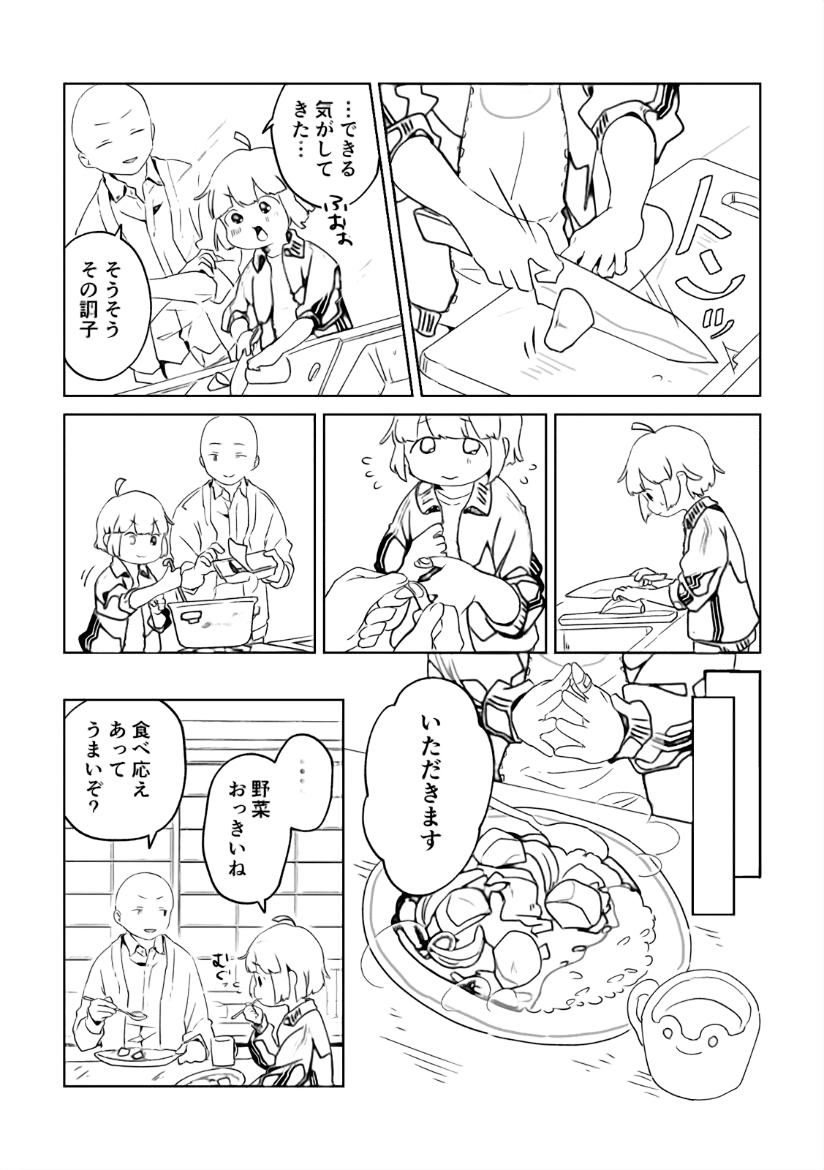 トンッ
…できる
気がして
きた…
ふおぉ
そうそう
その調子
いただきます
……
野菜
おっきいね
むぐっ
食べ応え
あって
うまいぞ?